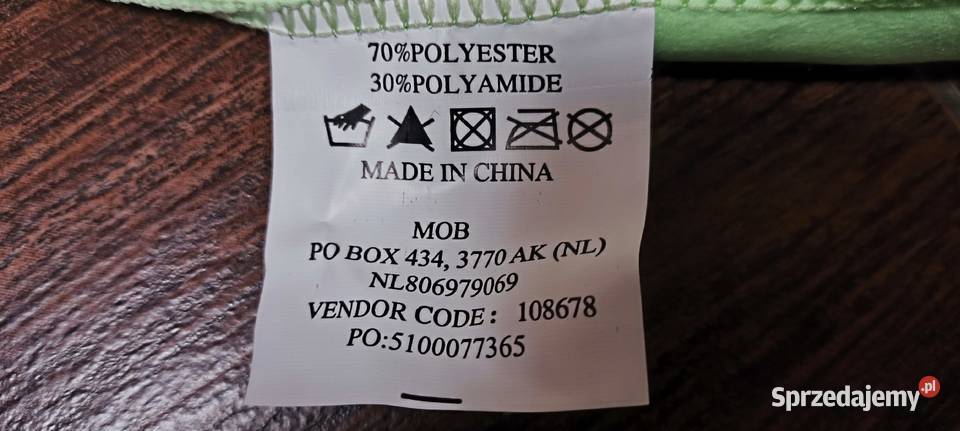 70%POLYESTER
30%POLYAMIDE
MADE IN CHINA
MOB
PO BOX 434, 3770 AK (NL)
NL806979069
VENDOR CODE: 108678
PO:5100077365
Sprzedajemy.pl